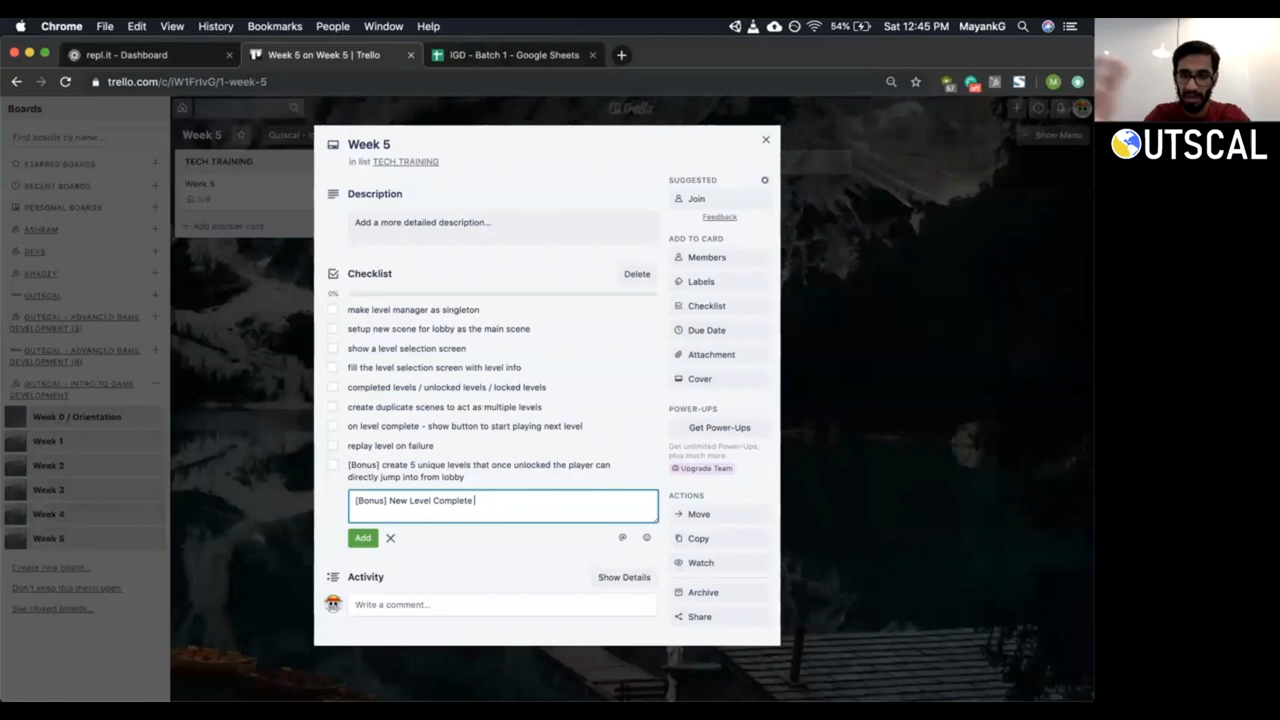 Chrome File Edit View History Bookmarks People Window Help 54% Sat 12:45 PM MayankG
repl.it - Dashboard Week 5 on Week 5 | Trello IGD - Batch 1 - Google Sheets
trello.com/c/iW1FrIvG/1-week-5 M
OUTSCAL
Boards Trello
Find boards by name...
Week 5 Show Menu
STARRED BOARDS
RECENT BOARDS
PERSONAL BOARDS
ASHRAM
DEVS
KHADZY
OUTSCAL
OUTSCAL - ADVANCED GAME
DEVELOPMENT (3)
OUTSCAL - ADVANCED GAME
DEVELOPMENT (6)
OUTSCAL - INTRO TO GAME
DEVELOPMENT
Week 0 / Orientation
Week 1
Week 2
Week 3
Week 4
Week 5
Create new board...
Don't keep this menu open.
See closed boards...
TECH TRAINING
Week 5
0/9
+ Add another card
Week 5
in list TECH TRAINING
Description
Add a more detailed description...
Checklist Delete
0%
make level manager as singleton
setup new scene for lobby as the main scene
show a level selection screen
fill the level selection screen with level info
completed levels / unlocked levels / locked levels
create duplicate scenes to act as multiple levels
on level complete - show button to start playing next level
replay level on failure
[Bonus] create 5 unique levels that once unlocked the player can
directly jump into from lobby
[Bonus] New Level Complete
Add
Activity Show Details
Write a comment...
SUGGESTED
Join
Feedback
ADD TO CARD
Members
Labels
Checklist
Due Date
Attachment
Cover
POWER-UPS
Get Power-Ups
Get unlimited Power-Ups,
plus much more.
Upgrade Team
ACTIONS
Move
Copy
Watch
Archive
Share